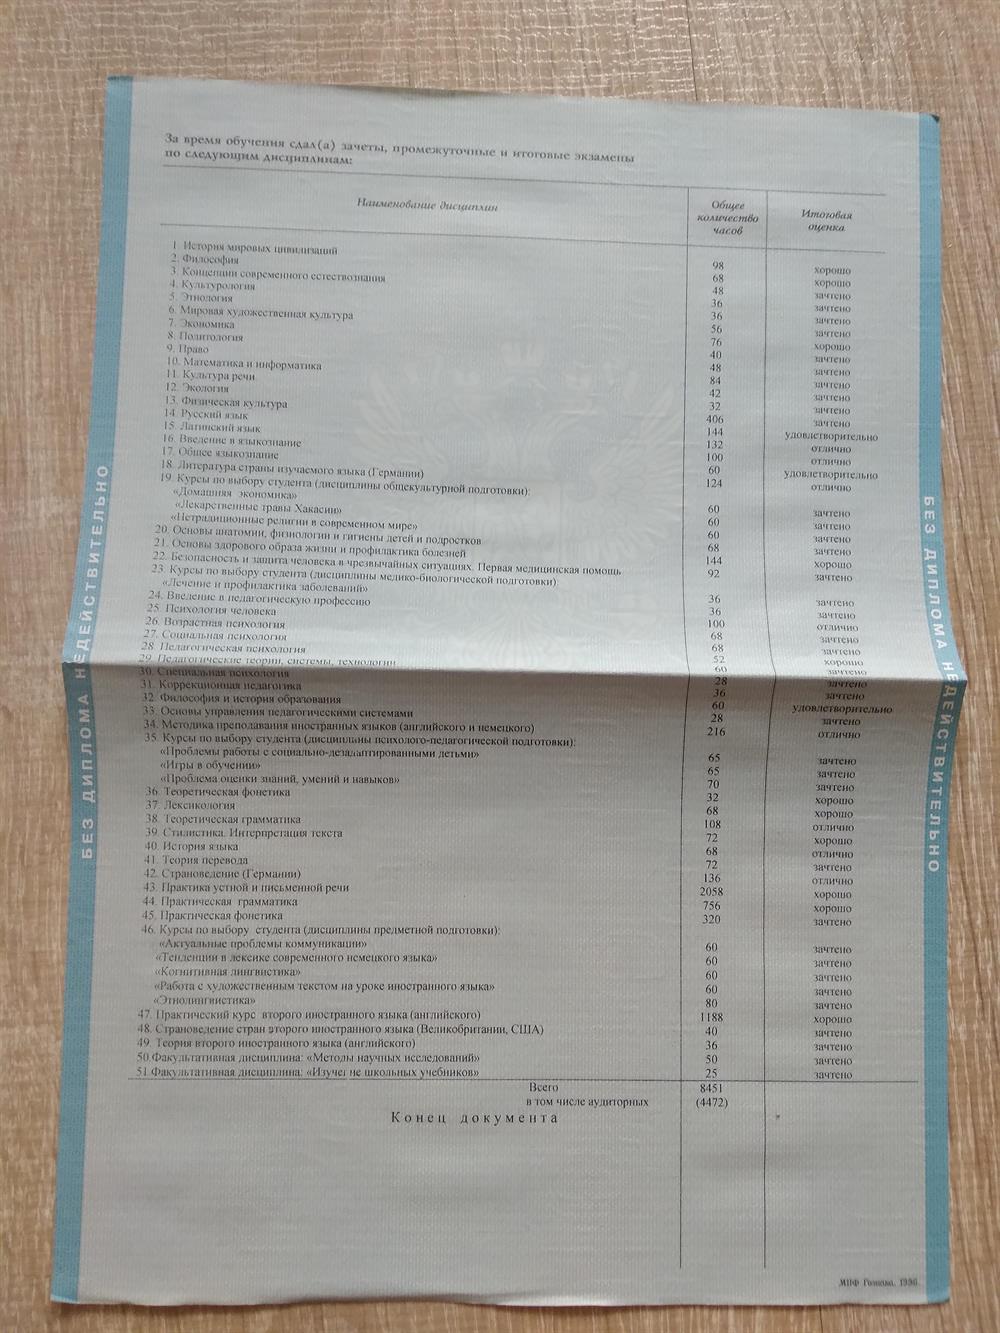 За время обучения сдал(а) зачеты, промежуточные и итоговые экзамены
по следующим дисциплинам:
Наименование дисциплин
Общее
количество
часов
Итоговая
оценка
1. История мировых цивилизаций 98 хорошо
2. Философия 68 хорошо
3. Концепции современного естествознания 48 зачтено
4. Культурология 36 зачтено
5. Этнология 36 зачтено
6. Мировая художественная культура 56 зачтено
7. Экономика 76 хорошо
8. Политология 40 зачтено
9. Право 48 зачтено
10. Математика и информатика 84 зачтено
11. Культура речи 42 зачтено
12. Экология 32 зачтено
13. Физическая культура 406 зачтено
14. Русский язык 144 удовлетворительно
15. Латинский язык 132 отлично
16. Введение в языкознание 100 отлично
17. Общее языкознание 60 удовлетворительно
18. Литература страны изучаемого языка (Германии) 124 отлично
19. Курсы по выбору студента (дисциплины общекультурной подготовки):
«Домашняя экономика» 60 зачтено
«Лекарственные травы Хакасии» 60 зачтено
«Нетрадиционные религии в современном мире» 60 зачтено
20. Основы анатомии, физиологии и гигиены детей и подростков 68 зачтено
21. Основы здорового образа жизни и профилактика болезней 144 хорошо
22. Безопасность и защита человека в чрезвычайных ситуациях. Первая медицинская помощь 92 зачтено
23. Курсы по выбору студента (дисциплины медико-биологической подготовки):
«Лечение и профилактика заболеваний» 36 зачтено
24. Введение в педагогическую профессию 36 зачтено
25. Психология человека 100 отлично
26. Возрастная психология 68 зачтено
27. Социальная психология 68 зачтено
28. Педагогическая психология 52 хорошо
29. Педагогические теории, системы, технологии 60
30. Специальная психология 28 зачтено
31. Коррекционная педагогика 36 зачтено
32. Философия и история образования 60 удовлетворительно
33. Основы управления педагогическими системами 28 зачтено
34. Методика преподавания иностранных языков (английского и немецкого) 216 отлично
35. Курсы по выбору студента (дисциплины психолого-педагогической подготовки):
«Проблемы работы с социально-дезадаптированными детьми» 65 зачтено
«Игры в обучении» 65 зачтено
«Проблема оценки знаний, умений и навыков» 70 зачтено
36. Теоретическая фонетика 32 хорошо
37. Лексикология 68 хорошо
38. Теоретическая грамматика 108 отлично
39. Стилистика. Интерпретация текста 72 хорошо
40. История языка 68 отлично
41. Теория перевода 72 зачтено
42. Страноведение (Германии) 136 отлично
43. Практика устной и письменной речи 2058 хорошо
44. Практическая грамматика 756 хорошо
45. Практическая фонетика 320 зачтено
46. Курсы по выбору студента (дисциплины предметной подготовки):
«Актуальные проблемы коммуникации» 60 зачтено
«Тенденции в лексике современного немецкого языка» 60 зачтено
«Когнитивная лингвистика» 60 зачтено
«Работа с художественным текстом на уроке иностранного языка» 60 зачтено
«Этнолингвистика» 80 зачтено
47. Практический курс второго иностранного языка (английского) 1188 хорошо
48. Страноведение стран второго иностранного языка (Великобритании, США) 40 зачтено
49. Теория второго иностранного языка (английского) 36 зачтено
50.Факультативная дисциплина: «Методы научных исследований» 50 зачтено
51.Факультативная дисциплина: «Изучение школьных учебников» 25 зачтено
Всего 8451
в том числе аудиторных (4472)
Конец документа
МПФ Гознака. 1996.
БЕЗ ДИПЛОМА НЕДЕЙСТВИТЕЛЬНО
БЕЗ ДИПЛОМА НЕДЕЙСТВИТЕЛЬНО